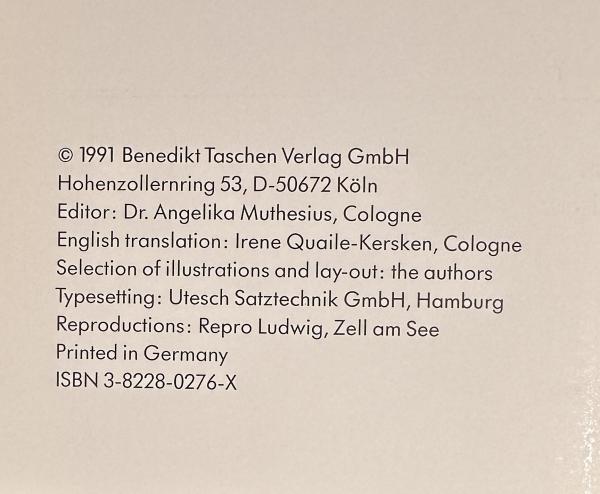 © 1991 Benedikt Taschen Verlag GmbH
Hohenzollernring 53, D-50672 Köln
Editor: Dr. Angelika Muthesius, Cologne
English translation: Irene Quaile-Kersken, Cologne
Selection of illustrations and lay-out: the authors
Typesetting: Utesch Satztechnik GmbH, Hamburg
Reproductions: Repro Ludwig, Zell am See
Printed in Germany
ISBN 3-8228-0276-X